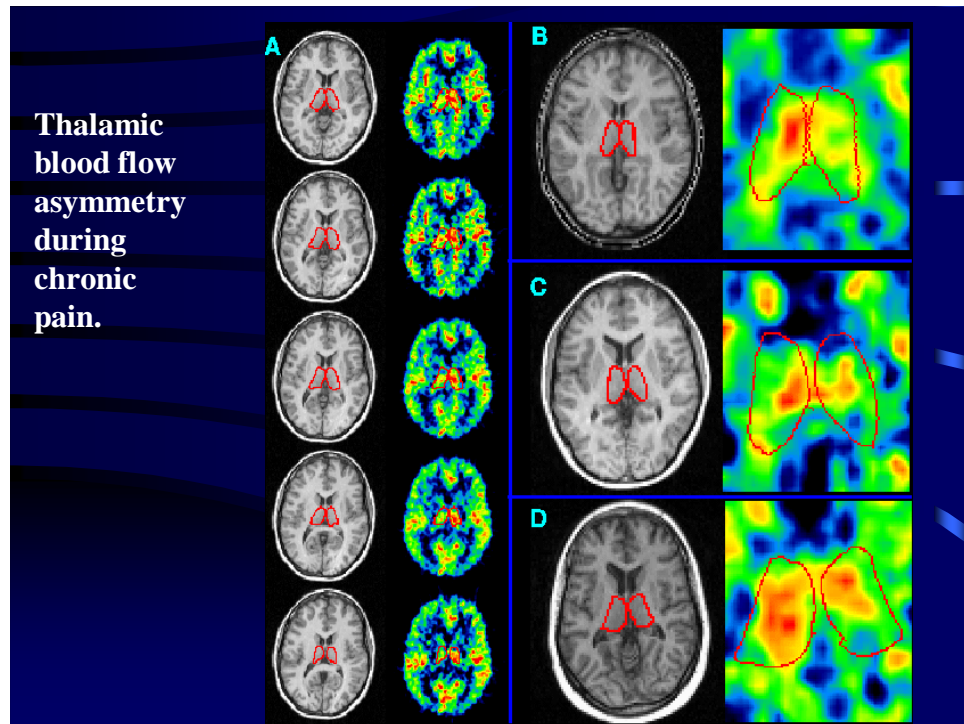 Thalamic
blood flow
asymmetry
during
chronic
pain.
A
B
C
D